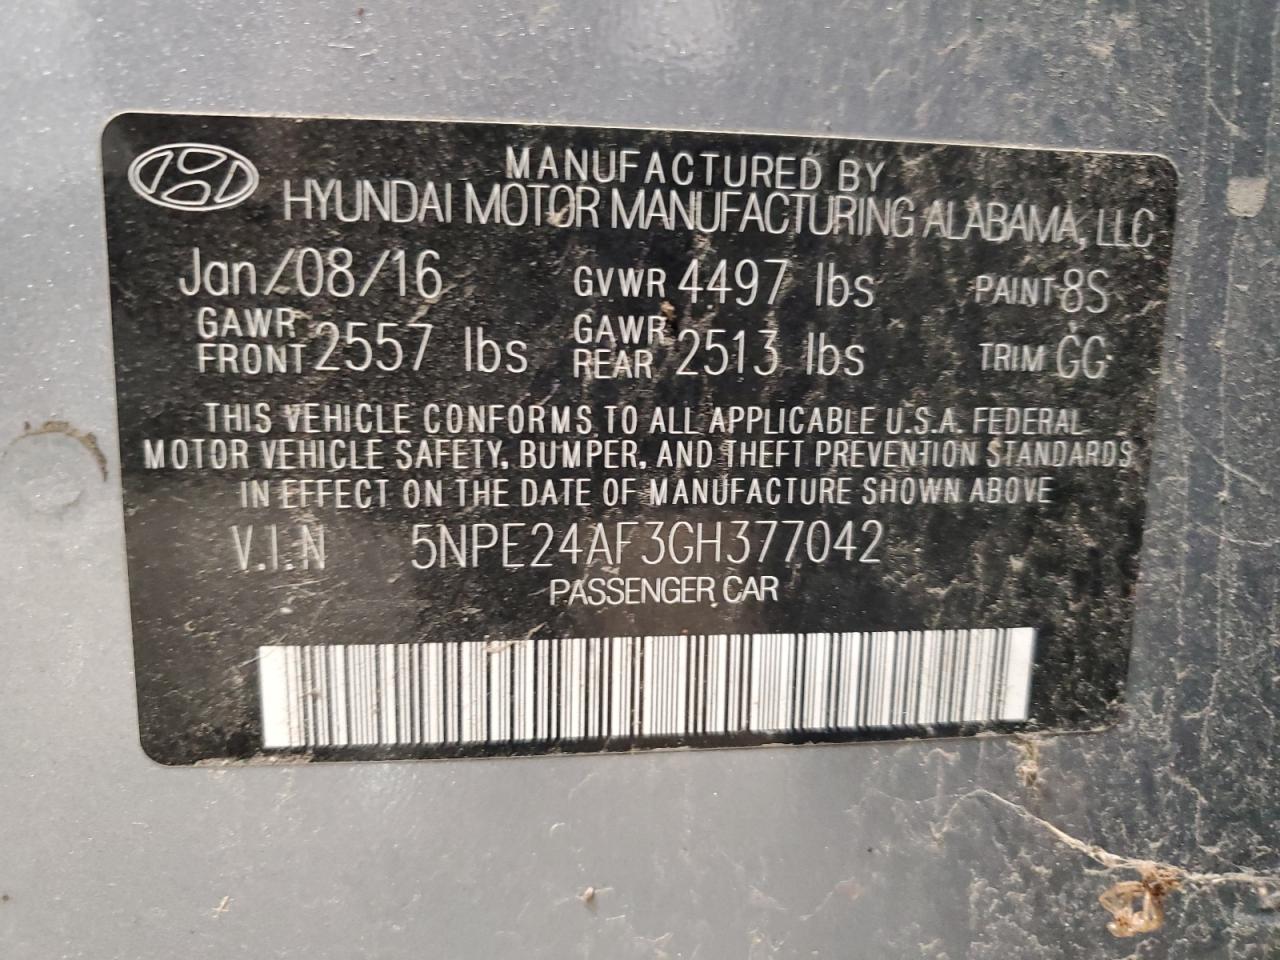 MANUFACTURED BY
HYUNDAI MOTOR MANUFACTURING ALABAMA, LLC
Jan/08/16 GVWR 4497 lbs PAINT 8S
GAWR FRONT 2557 lbs GAWR REAR 2513 lbs TRIM GG
THIS VEHICLE CONFORMS TO ALL APPLICABLE U.S.A. FEDERAL
MOTOR VEHICLE SAFETY, BUMPER, AND THEFT PREVENTION STANDARDS
IN EFFECT ON THE DATE OF MANUFACTURE SHOWN ABOVE
V.I.N 5NPE24AF3GH377042
PASSENGER CAR